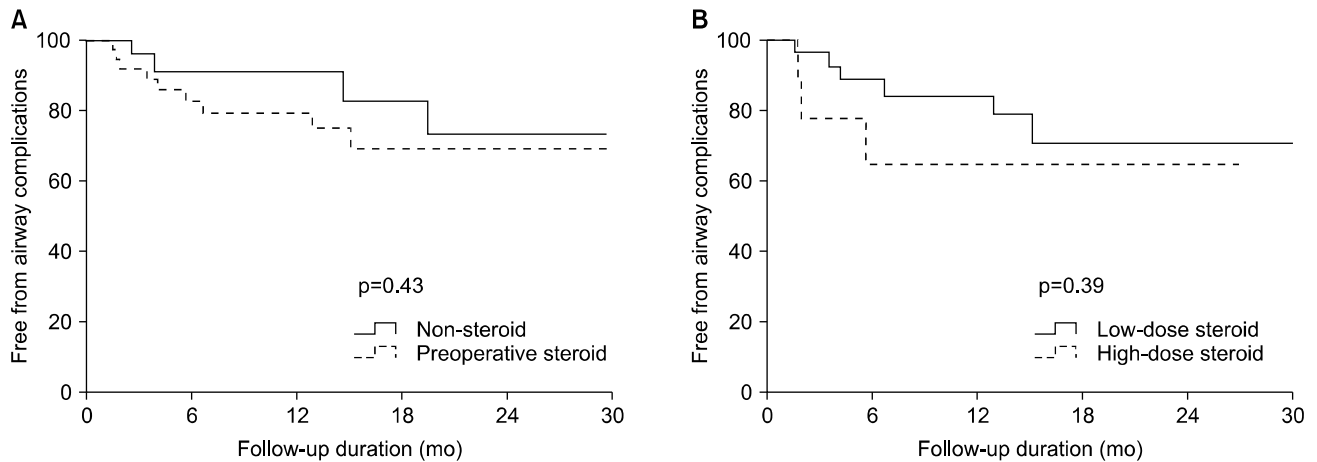 A
Free from airway complications
100
80
60
40
20
0
p=0.43
Non-steroid
Preoperative steroid
0 6 12 18 24 30
Follow-up duration (mo)
B
Free from airway complications
100
80
60
40
20
0
p=0.39
Low-dose steroid
High-dose steroid
0 6 12 18 24 30
Follow-up duration (mo)